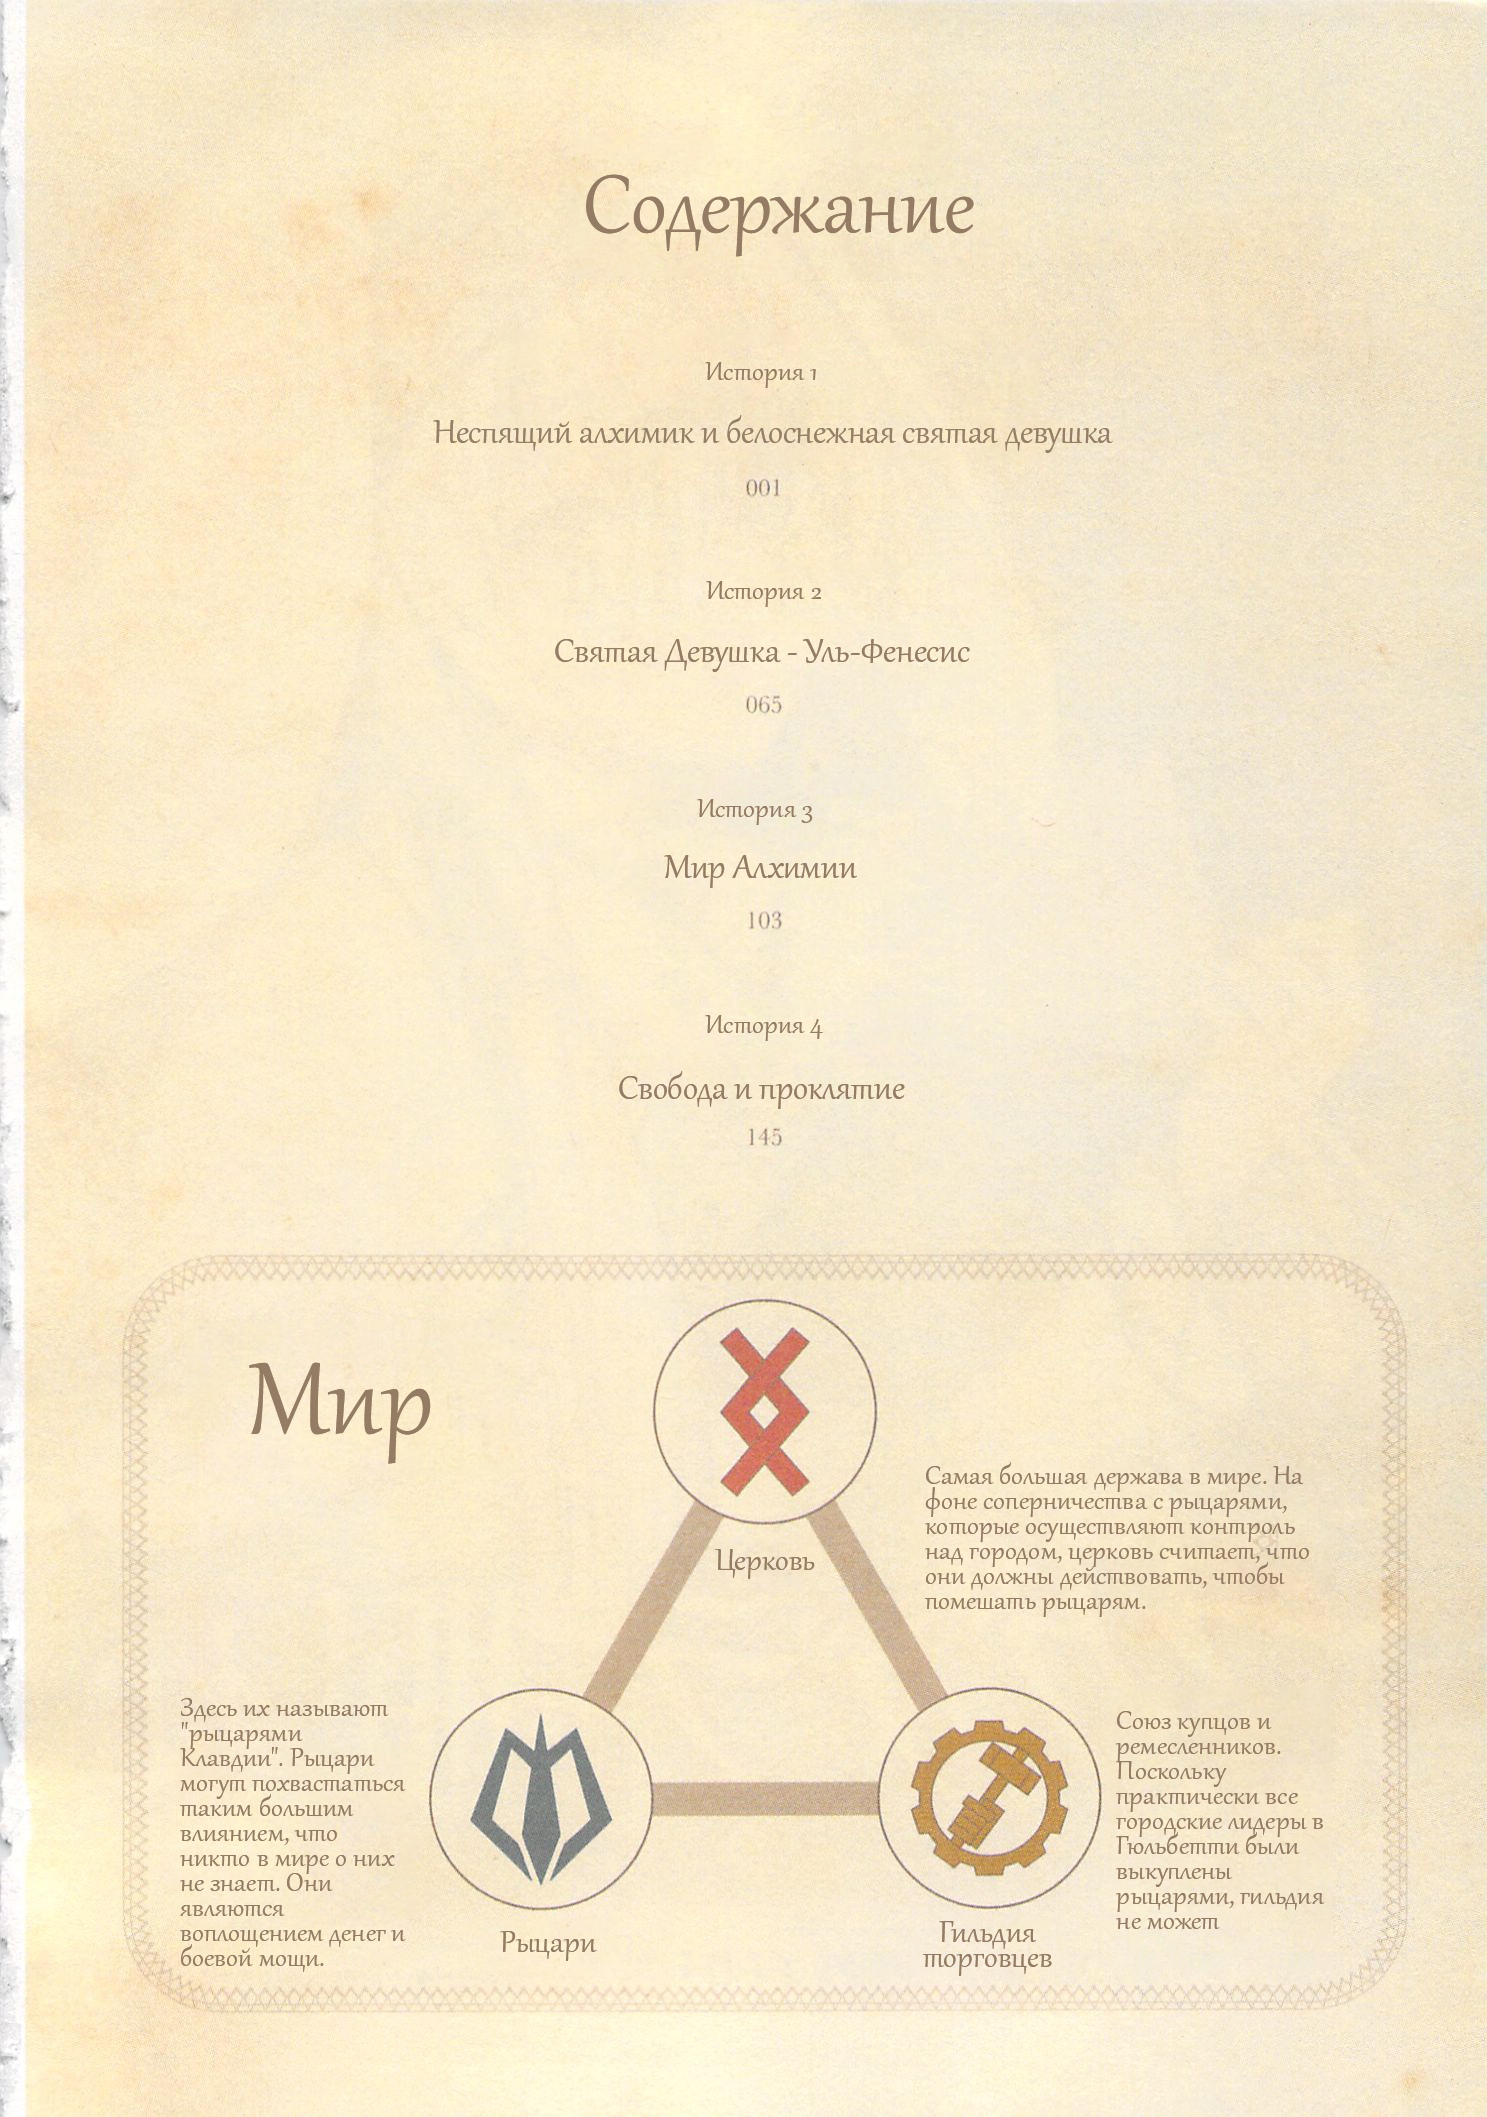 Содержание
История 1
Неспящий алхимик и белоснежная святая девушка
001
История 2
Святая Девушка - Уль-Фенесис
065
История 3
Мир Алхимии
103
История 4
Свобода и проклятие
145
Мир
Церковь
Самая большая держава в мире. На
фоне соперничества с рыцарями,
которые осуществляют контроль
над городом, церковь считает, что
они должны действовать, чтобы
помешать рыцарям.
Здесь их называют
"рыцарями
Клавдии". Рыцари
могут похвастаться
таким большим
влиянием, что
никто в мире о них
не знает. Они
являются
воплощением денег и
боевой мощи.
Рыцари
Гильдия
торговцев
Союз купцов и
ремесленников.
Поскольку
практически все
городские лидеры в
Гюльбетти были
выкуплены
рыцарями, гильдия
не может